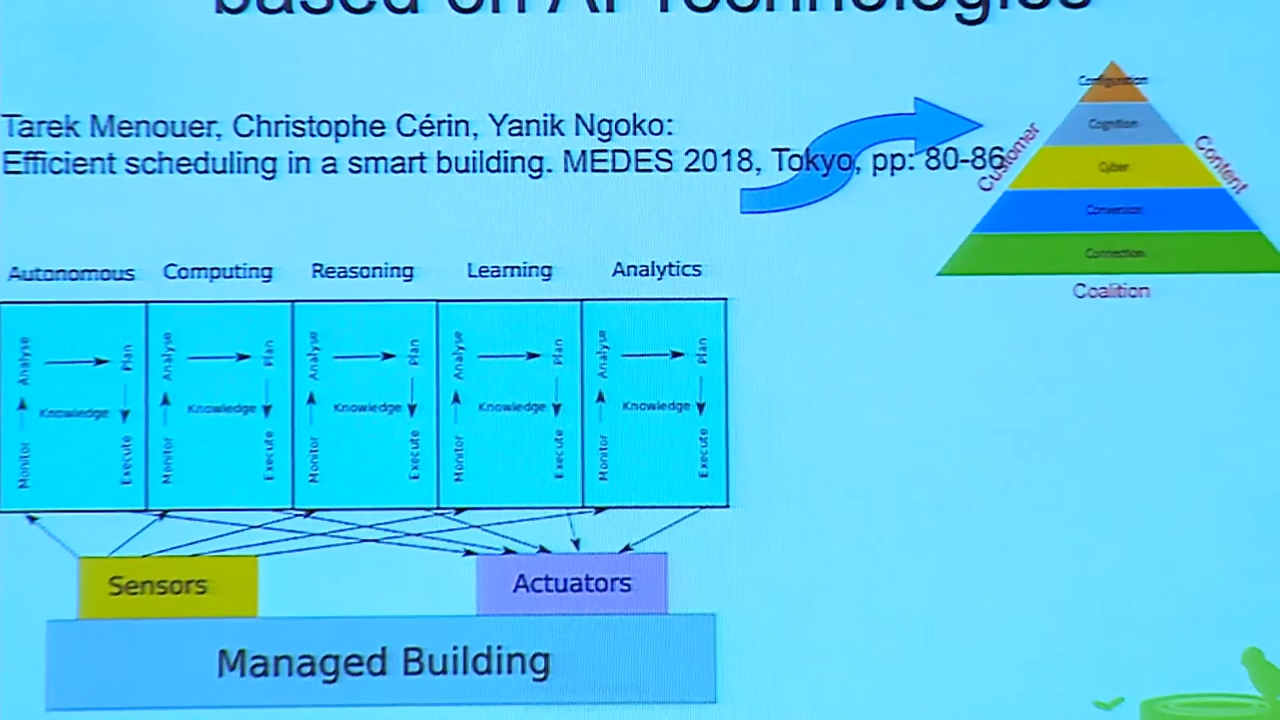 based on AI Technologies
Tarek Menouer, Christophe Cérin, Yanik Ngoko:
Efficient scheduling in a smart building. MEDES 2018, Tokyo, pp: 80-86
Configuration
Cognition
Cyber
Conversion
Connection
Customer
Content
Coalition
Autonomous Computing Reasoning Learning Analytics
Analyse Plan Analyse Plan Analyse Plan Analyse Plan Analyse Plan
Knowledge Knowledge Knowledge Knowledge Knowledge
Monitor Execute Monitor Execute Monitor Execute Monitor Execute Monitor Execute
Sensors Actuators
Managed Building